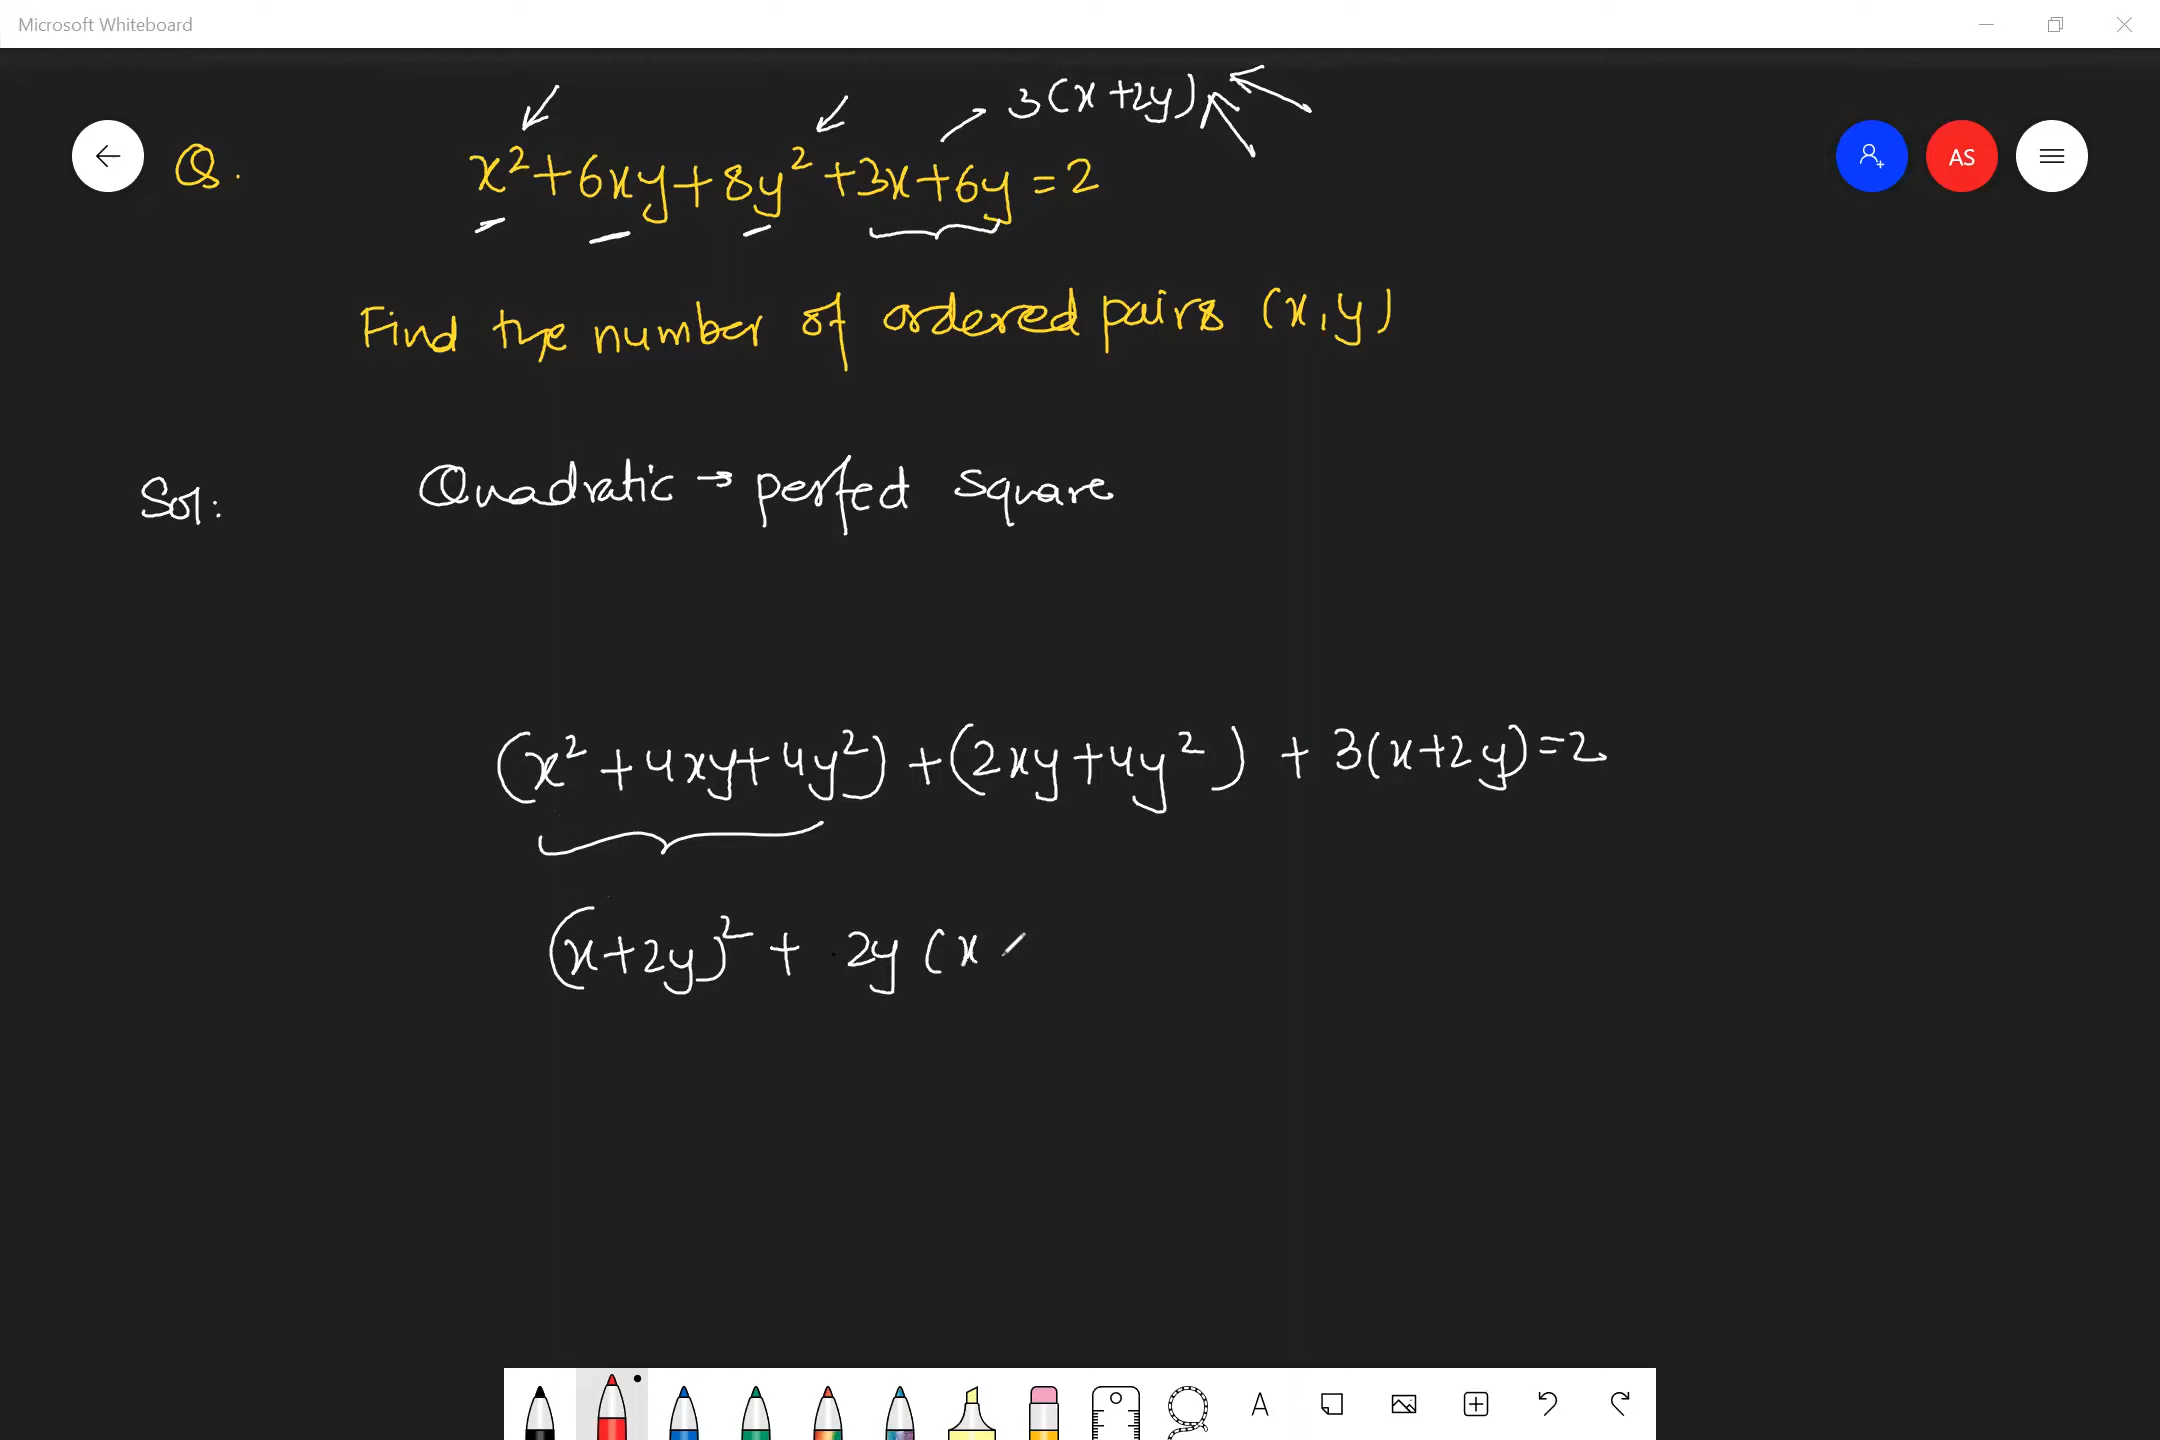 Microsoft Whiteboard
3(x+2y)
Q. x²+6xy+8y²+3x+6y=2
AS
Find the number of ordered pairs (x,y)
Sol: Quadratic → perfect square
(x²+4xy+4y²)+(2xy+4y²)+3(x+2y)=2
(x+2y)²+ 2y(x
A